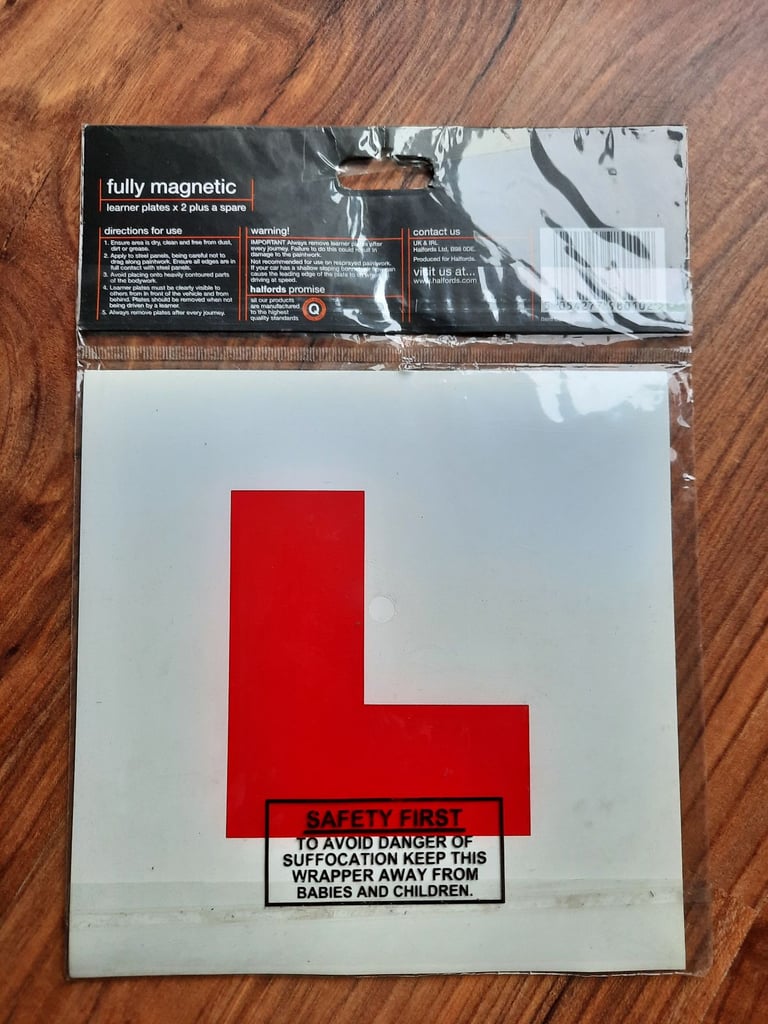 fully magnetic
learner plates x 2 plus a spare
directions for use
1. Ensure area is dry, clean and free from dust,
dirt or grease.
2. Apply to steel panels, being careful not to
drag along paintwork. Ensure all edges are in
full contact with steel panels.
3. Avoid placing onto heavily contoured parts
of the bodywork.
4. Learner plates must be clearly visible to
others from in front of the vehicle and from
behind. Plates should be removed when not
being driven by a learner.
5. Always remove plates after every journey.
warning!
IMPORTANT Always remove learner plates after
every journey. Failure to do this could result in
damage to the paintwork.
Not recommended for use on resprayed paintwork.
If your car has a shallow sloping bonnet can
cause the leading edge of the plate to
driving at speed.
halfords promise
all our products
are manufactured
to the highest
quality standards
Q
contact us
UK & IRL
Halfords Ltd, B98 0DE.
Produced for Halfords.
visit us at...
www.halfords.com
L
SAFETY FIRST
TO AVOID DANGER OF
SUFFOCATION KEEP THIS
WRAPPER AWAY FROM
BABIES AND CHILDREN.